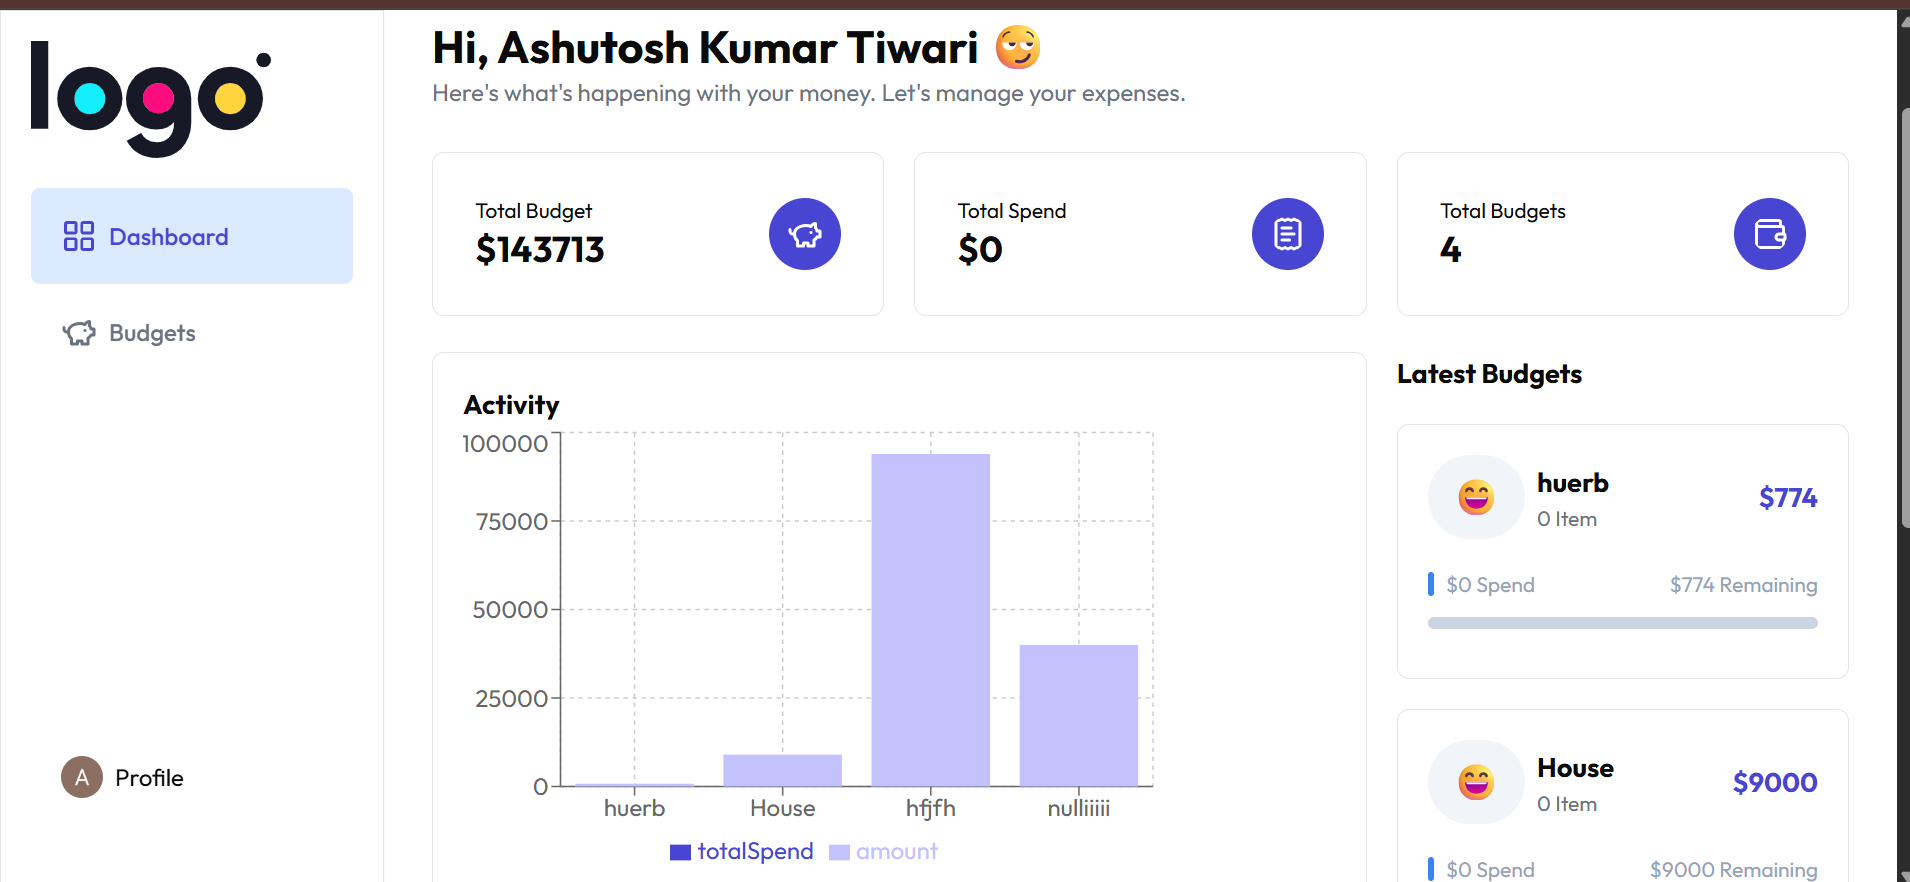 logo
Dashboard
Budgets
A Profile
Hi, Ashutosh Kumar Tiwari 😏
Here's what's happening with your money. Let's manage your expenses.
Total Budget
$143713
Total Spend
$0
Total Budgets
4
Activity
100000
75000
50000
25000
0
huerb House hfjfh nulliiiii
totalSpend amount
Latest Budgets
😄
huerb
0 Item
$774
$0 Spend $774 Remaining
😄
House
0 Item
$9000
$0 Spend $9000 Remaining